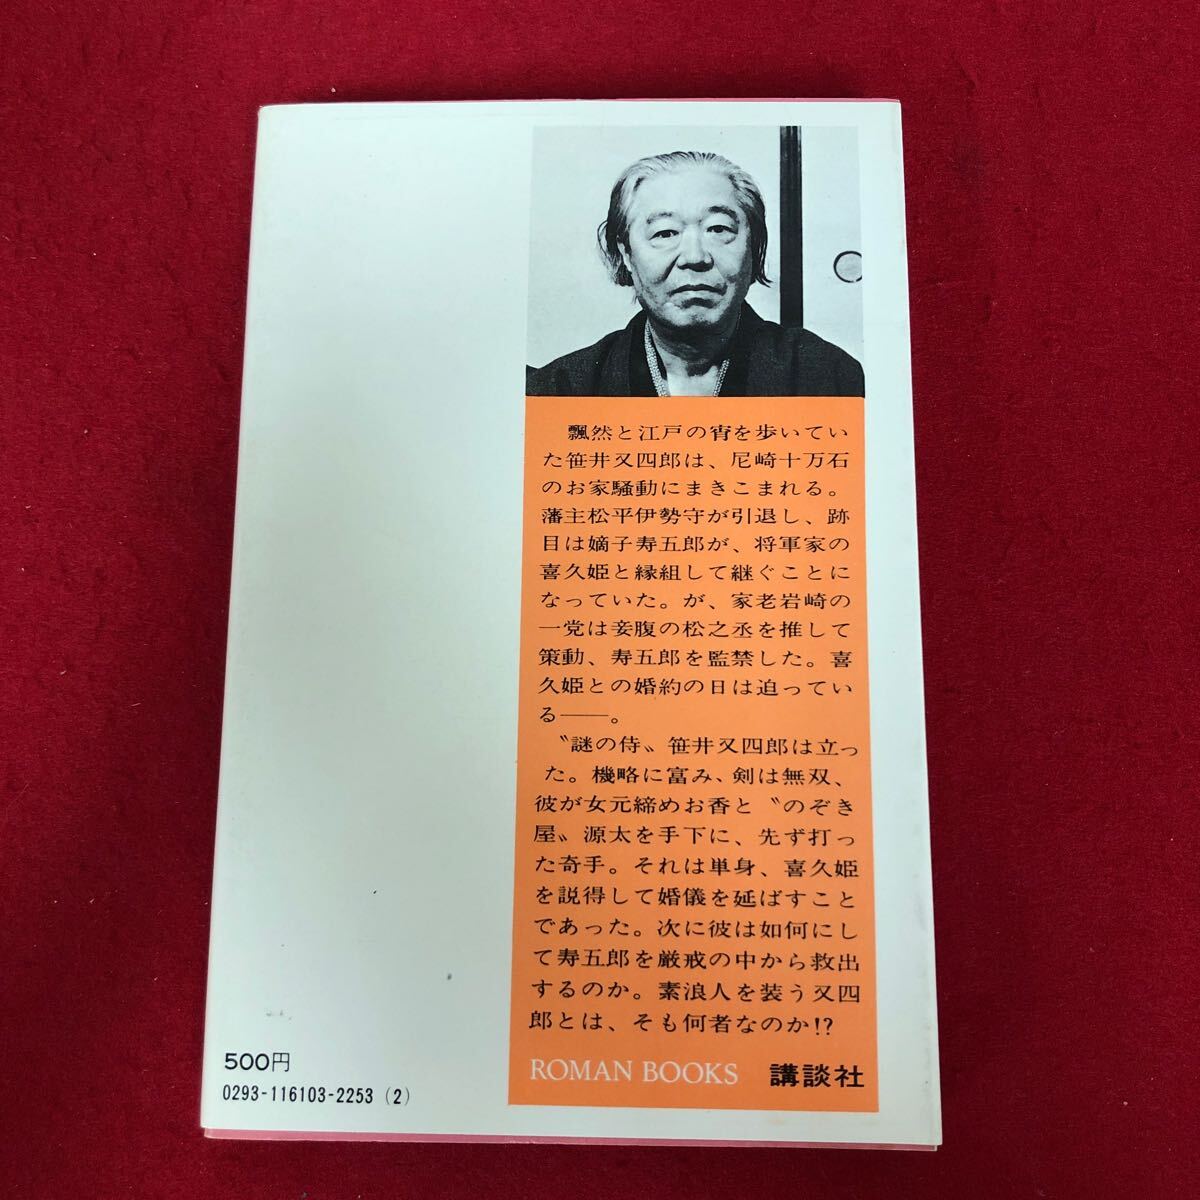 飄然と江戸の宵を歩いてい
た笹井又四郎は、尼崎十万石
のお家騒動にまきこまれる。
藩主松平伊勢守が引退し、跡
目は嫡子寿五郎が、将軍家の
喜久姫と縁組して継ぐことに
なっていた。が、家老岩崎の
一党は妾腹の松之丞を推して
策動、寿五郎を監禁した。喜
久姫との婚約の日は迫ってい
る――。
〝謎の侍〟笹井又四郎は立っ
た。機略に富み、剣は無双、
彼が女元締めお香と〝のぞき
屋〟源太を手下に、先ず打っ
た奇手。それは単身、喜久姫
を説得して婚儀を延ばすこと
であった。次に彼は如何にし
て寿五郎を厳戒の中から救出
するのか。素浪人を装う又四
郎とは、そも何者なのか!?
ROMAN BOOKS 講談社
500円
0293-116103-2253 (2)